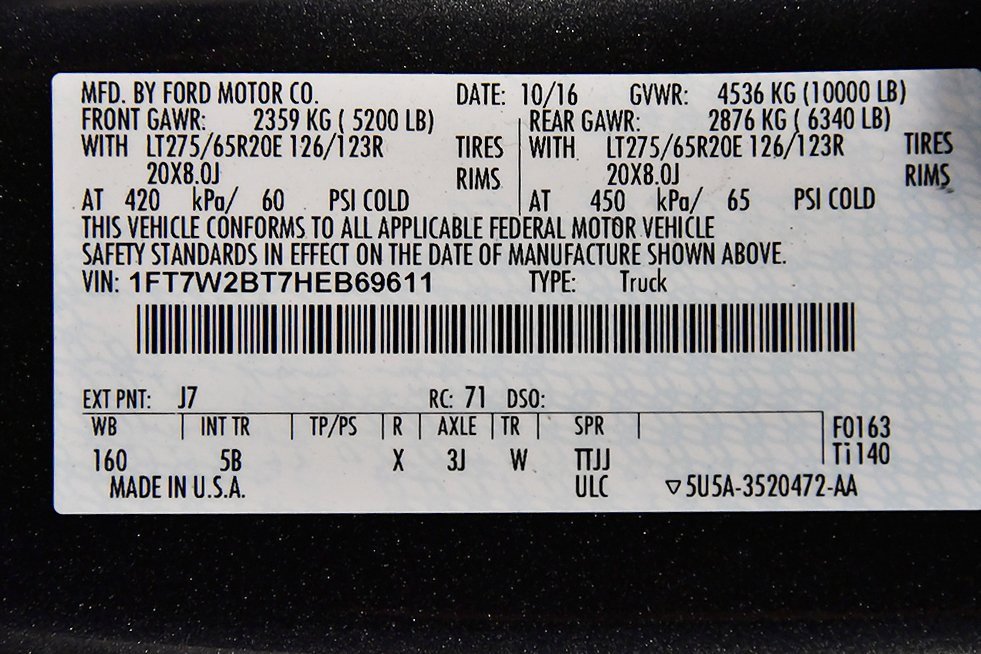 MFD. BY FORD MOTOR CO. DATE: 10/16 GVWR: 4536 KG (10000 LB)
FRONT GAWR: 2359 KG ( 5200 LB) REAR GAWR: 2876 KG ( 6340 LB)
WITH LT275/65R20E 126/123R TIRES WITH LT275/65R20E 126/123R TIRES
20X8.0J RIMS 20X8.0J RIMS
AT 420 kPa/ 60 PSI COLD AT 450 kPa/ 65 PSI COLD
THIS VEHICLE CONFORMS TO ALL APPLICABLE FEDERAL MOTOR VEHICLE
SAFETY STANDARDS IN EFFECT ON THE DATE OF MANUFACTURE SHOWN ABOVE.
VIN: 1FT7W2BT7HEB69611 TYPE: Truck
EXT PNT: J7 RC: 71 DSO:
WB INT TR TP/PS R AXLE TR SPR F0163
160 5B X 3J W TTJJ Ti140
MADE IN U.S.A. ULC ▽5U5A-3520472-AA